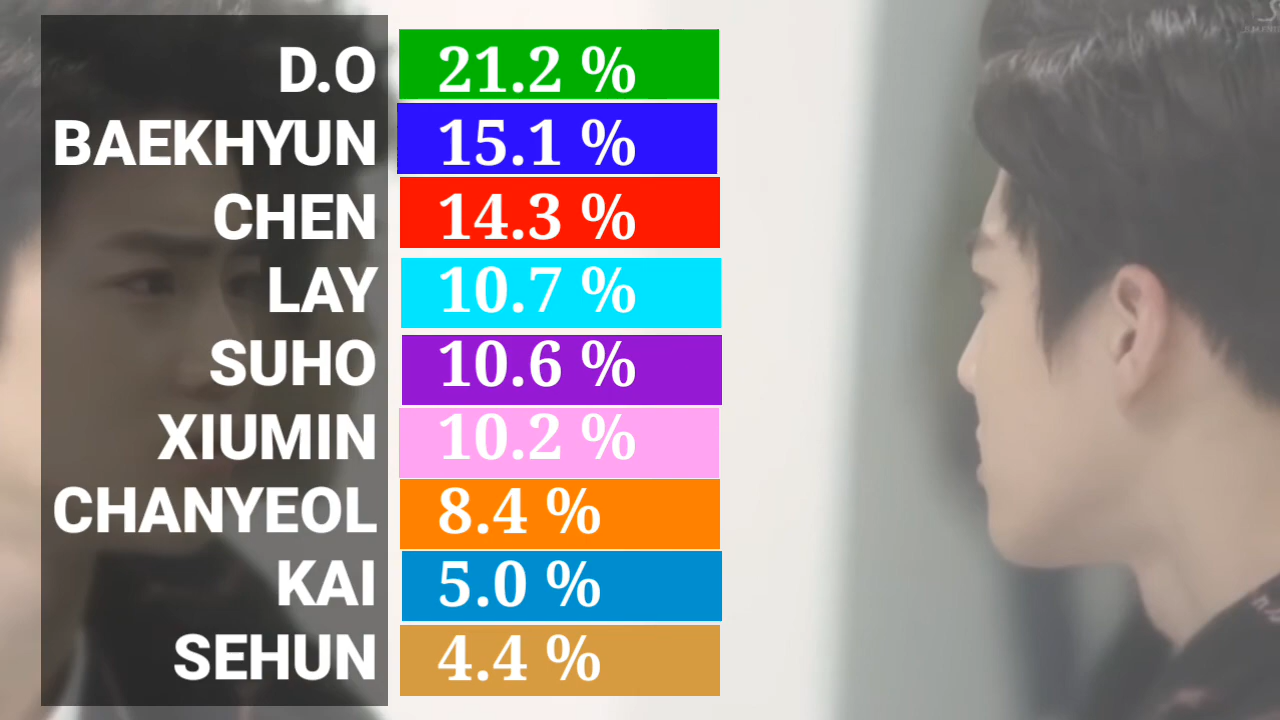 D.O 21.2 %
BAEKHYUN 15.1 %
CHEN 14.3 %
LAY 10.7 %
SUHO 10.6 %
XIUMIN 10.2 %
CHANYEOL 8.4 %
KAI 5.0 %
SEHUN 4.4 %